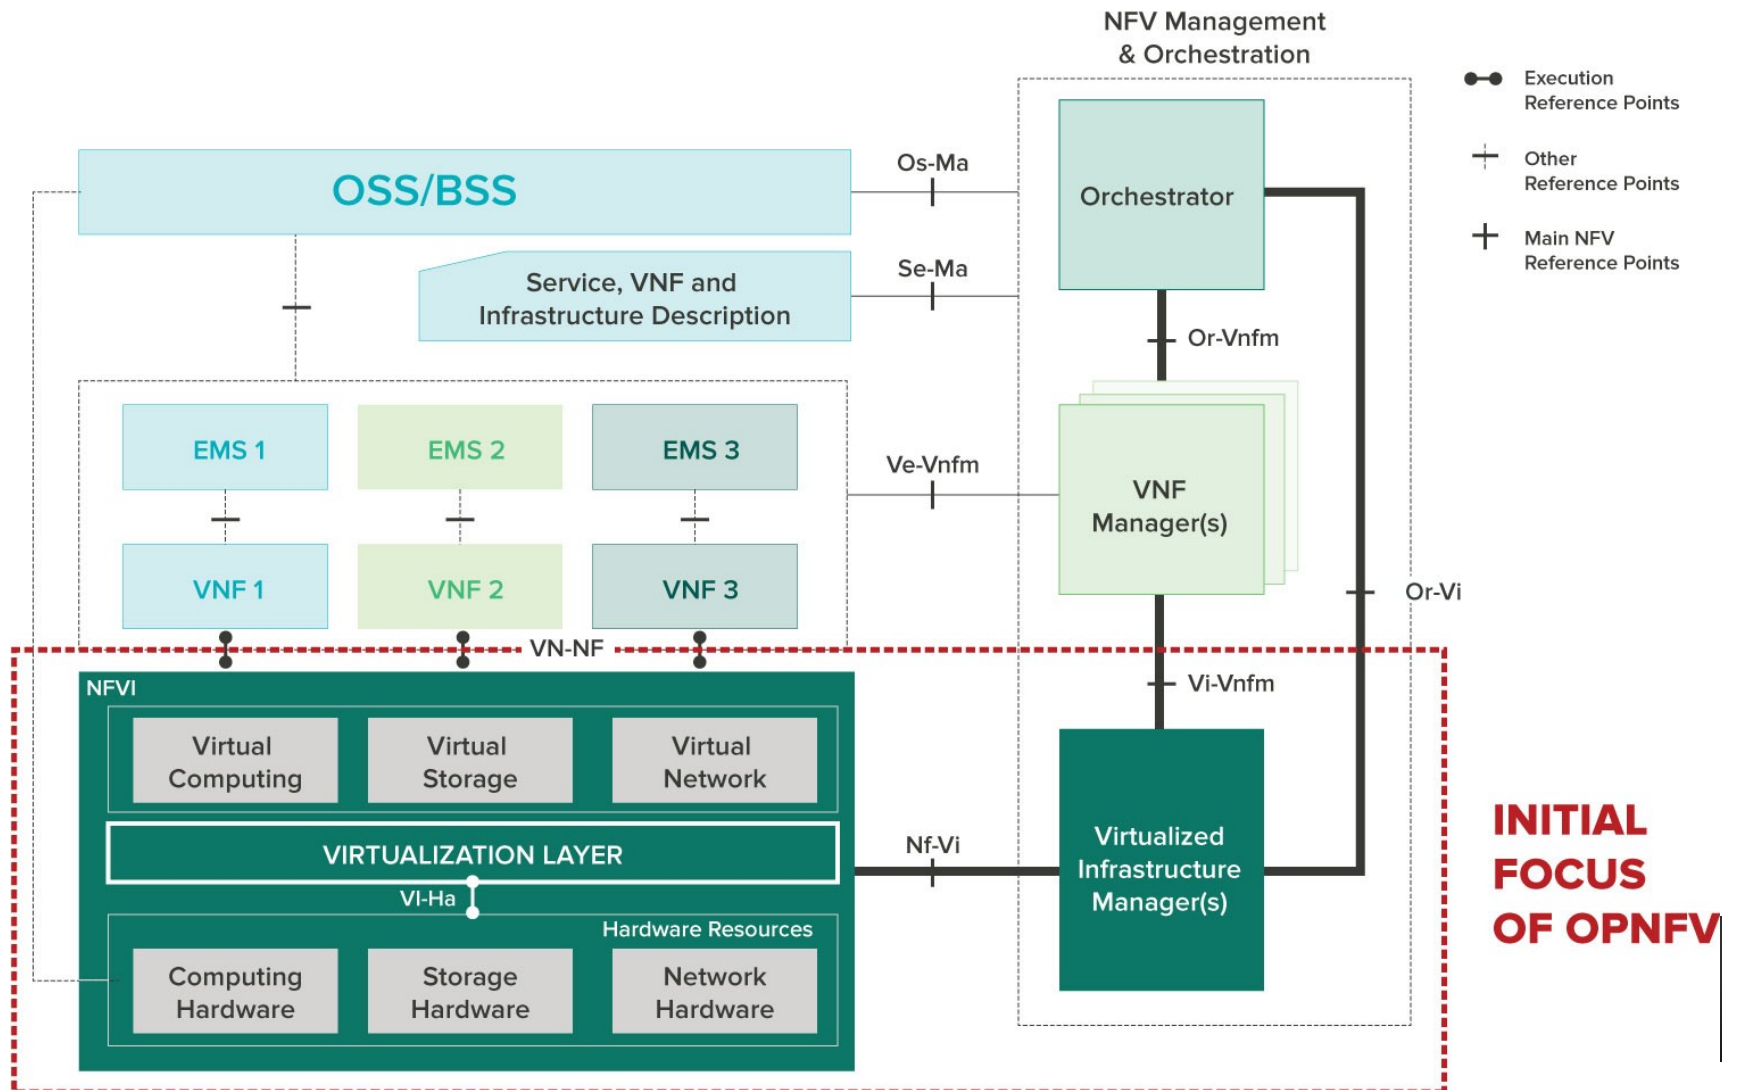 NFV Management
& Orchestration
Execution
Reference Points
Other
Reference Points
Main NFV
Reference Points
OSS/BSS
Os-Ma
Orchestrator
Service, VNF and
Infrastructure Description
Se-Ma
Or-Vnfm
EMS 1
EMS 2
EMS 3
Ve-Vnfm
VNF
Manager(s)
VNF 1
VNF 2
VNF 3
Or-Vi
VN-NF
Vi-Vnfm
NFVI
Virtual
Computing
Virtual
Storage
Virtual
Network
VIRTUALIZATION LAYER
Nf-Vi
Virtualized
Infrastructure
Manager(s)
VI-Ha
Hardware Resources
Computing
Hardware
Storage
Hardware
Network
Hardware
INITIAL
FOCUS
OF OPNFV